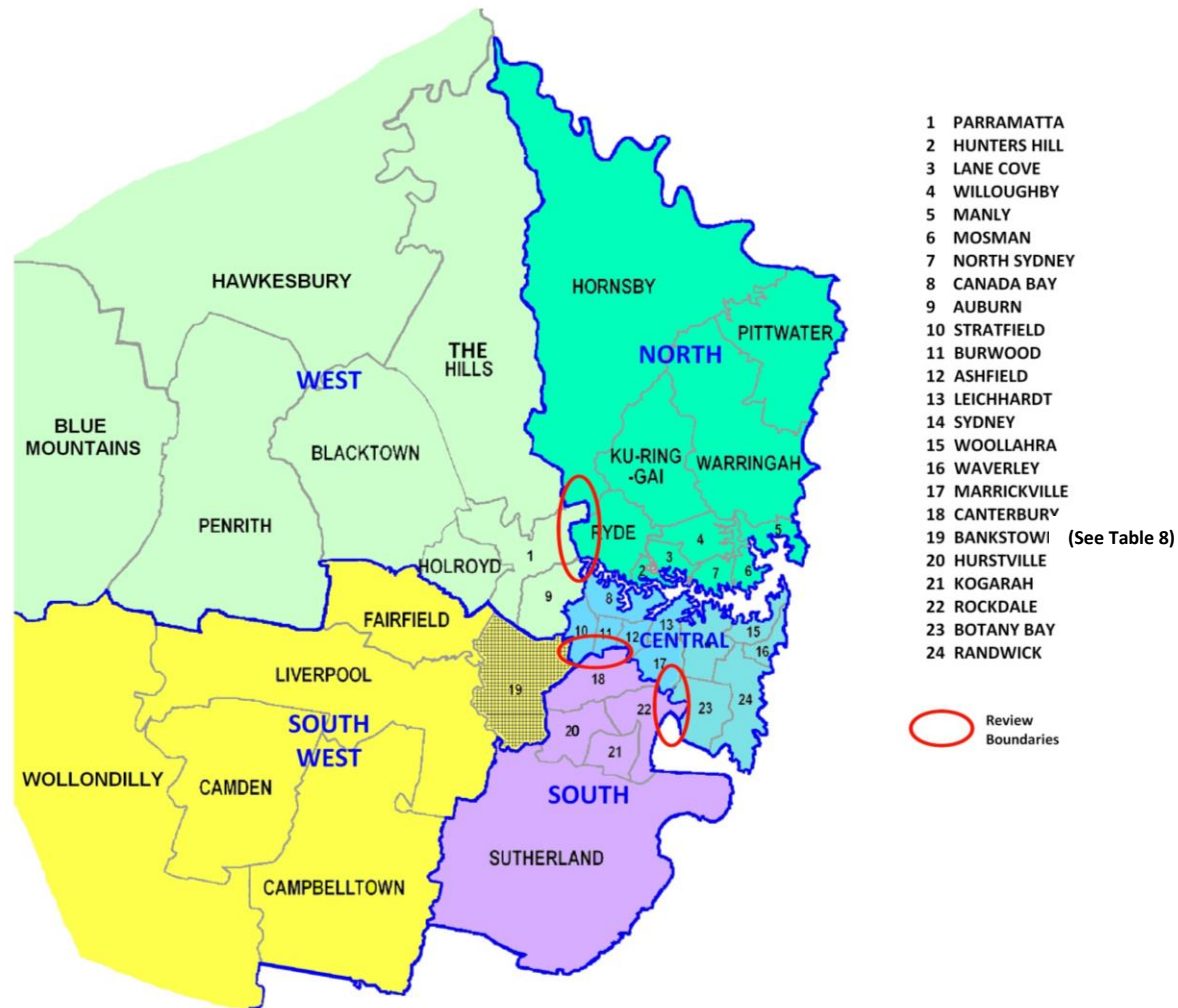 HAWKESBURY
THE
HILLS
WEST
BLUE
MOUNTAINS
BLACKTOWN
PENRITH
HOLROYD
1
9
HORNSBY
PITTWATER
NORTH
KU-RING
-GAI
WARRINGAH
RYDE
4
5
3
2
7
6
8
10
11
12
13
CENTRAL
15
16
17
23
24
FAIRFIELD
LIVERPOOL
19
SOUTH
WEST
WOLLONDILLY
CAMDEN
CAMPBELLTOWN
18
22
20
21
SOUTH
SUTHERLAND
1 PARRAMATTA
2 HUNTERS HILL
3 LANE COVE
4 WILLOUGHBY
5 MANLY
6 MOSMAN
7 NORTH SYDNEY
8 CANADA BAY
9 AUBURN
10 STRATFIELD
11 BURWOOD
12 ASHFIELD
13 LEICHHARDT
14 SYDNEY
15 WOOLLAHRA
16 WAVERLEY
17 MARRICKVILLE
18 CANTERBURY
19 (See Table 8)
20 HURSTVILLE
21 KOGARAH
22 ROCKDALE
23 BOTANY BAY
24 RANDWICK
Review
Boundaries